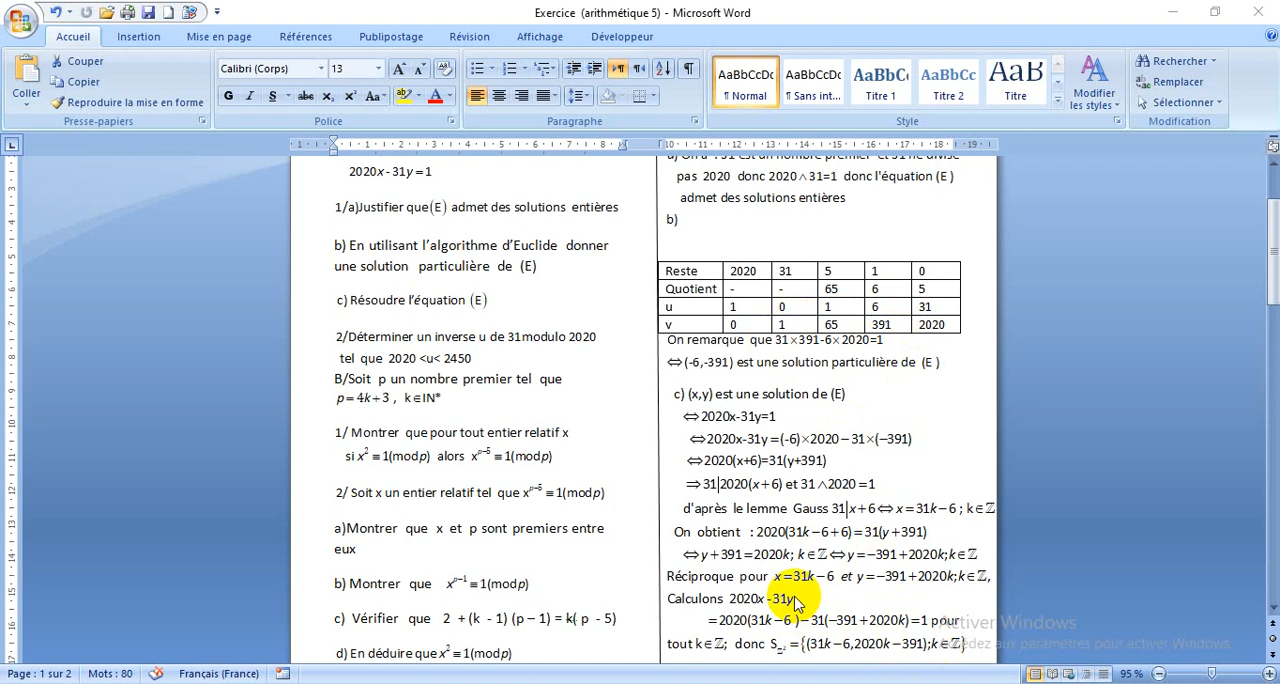 Exercice (arithmétique 5) - Microsoft Word
Accueil Insertion Mise en page Références Publipostage Révision Affichage Développeur
Coller
Couper
Copier
Reproduire la mise en forme
Presse-papiers
Calibri (Corps) 13
G I S abc x₂ x² Aa
Police
Paragraphe
AaBbCcDc AaBbCcDc AaBbC AaBbCc AaB
¶ Normal ¶ Sans int... Titre 1 Titre 2 Titre
Modifier les styles
Style
Rechercher
Remplacer
Sélectionner
Modification
2020x - 31y = 1
1/a)Justifier que (E) admet des solutions entières
b) En utilisant l'algorithme d'Euclide donner
une solution particulière de (E)
c) Résoudre l'équation (E)
2/Déterminer un inverse u de 31modulo 2020
tel que 2020 <u< 2450
B/Soit p un nombre premier tel que
p = 4k+3 , k∈IN*
1/ Montrer que pour tout entier relatif x
si x² ≡ 1(mod p) alors x^{p-5} ≡ 1(mod p)
2/ Soit x un entier relatif tel que x^{p-5} ≡ 1(mod p)
a)Montrer que x et p sont premiers entre
eux
b) Montrer que x^{p-1} ≡ 1(mod p)
c) Vérifier que 2 + (k - 1) (p - 1) = k( p - 5)
d) En déduire que x² ≡ 1(mod p)
pas 2020 donc 2020∧31=1 donc l'équation (E )
admet des solutions entières
b)
Reste 2020 31 5 1 0
Quotient - - 65 6 5
u 1 0 1 6 31
v 0 1 65 391 2020
On remarque que 31×391-6×2020=1
⇔(-6,-391) est une solution particulière de (E )
c) (x,y) est une solution de (E)
⇔2020x-31y=1
⇔2020x-31y =(-6)×2020−31×(−391)
⇔2020(x+6)=31(y+391)
⇒31|2020(x+6) et 31∧2020=1
d'après le lemme Gauss 31|x+6⇔x=31k−6 ; k∈ℤ
On obtient : 2020(31k−6+6)=31(y+391)
⇔y+391=2020k; k∈ℤ⇔y=−391+2020k;k∈ℤ
Réciproque pour x=31k−6 et y=−391+2020k;k∈ℤ,
Calculons 2020x-31y
=2020(31k−6 )−31(−391+2020k)=1 pour
tout k∈ℤ; donc S_{ℤ²}={(31k−6,2020k−391);k∈ℤ}
Activer Windows
Accédez aux paramètres pour activer Windows.
Page : 1 sur 2 Mots : 80 Français (France) 95 %